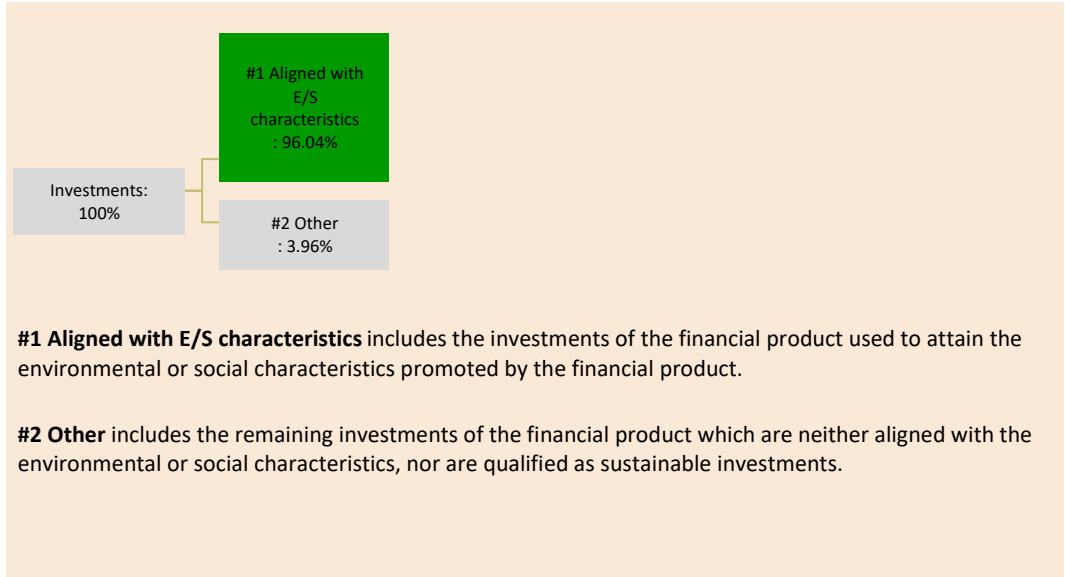 #1 Aligned with
E/S
characteristics
: 96.04%
Investments:
100%
#2 Other
: 3.96%
#1 Aligned with E/S characteristics includes the investments of the financial product used to attain the
environmental or social characteristics promoted by the financial product.
#2 Other includes the remaining investments of the financial product which are neither aligned with the
environmental or social characteristics, nor are qualified as sustainable investments.